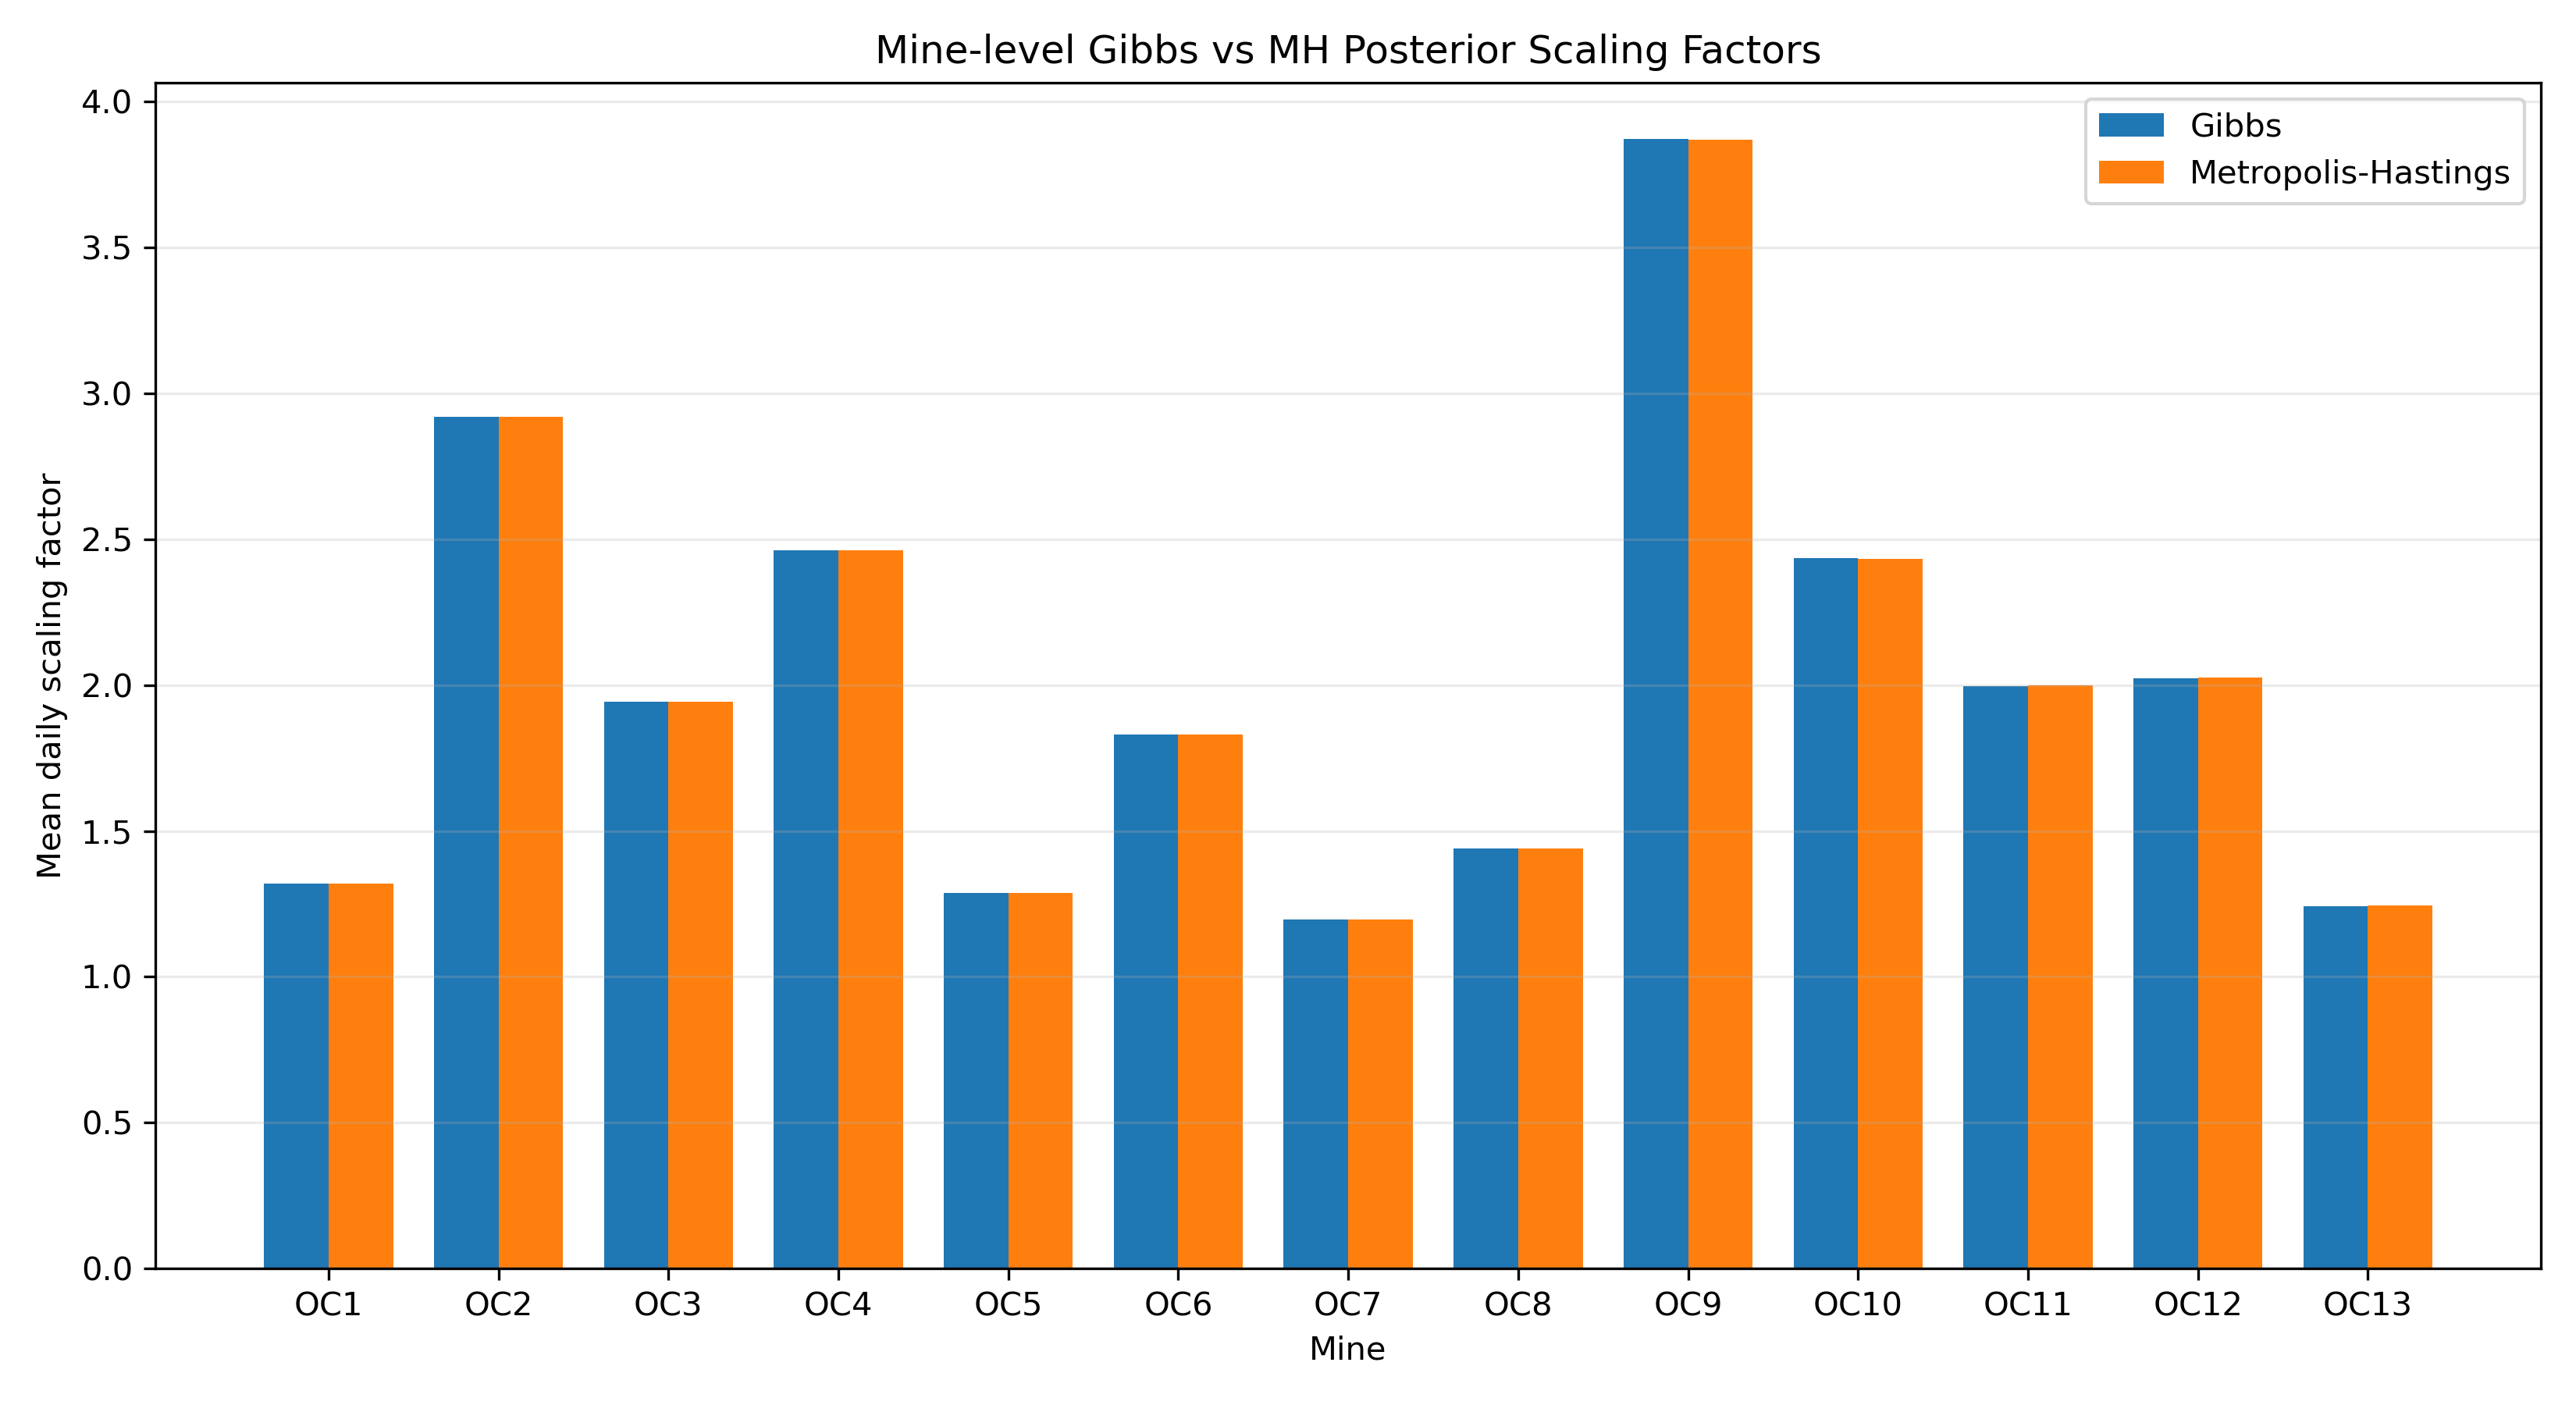 Mine-level Gibbs vs MH Posterior Scaling Factors
Gibbs
Metropolis-Hastings
Mean daily scaling factor
4.0
3.5
3.0
2.5
2.0
1.5
1.0
0.5
0.0
OC1 OC2 OC3 OC4 OC5 OC6 OC7 OC8 OC9 OC10 OC11 OC12 OC13
Mine